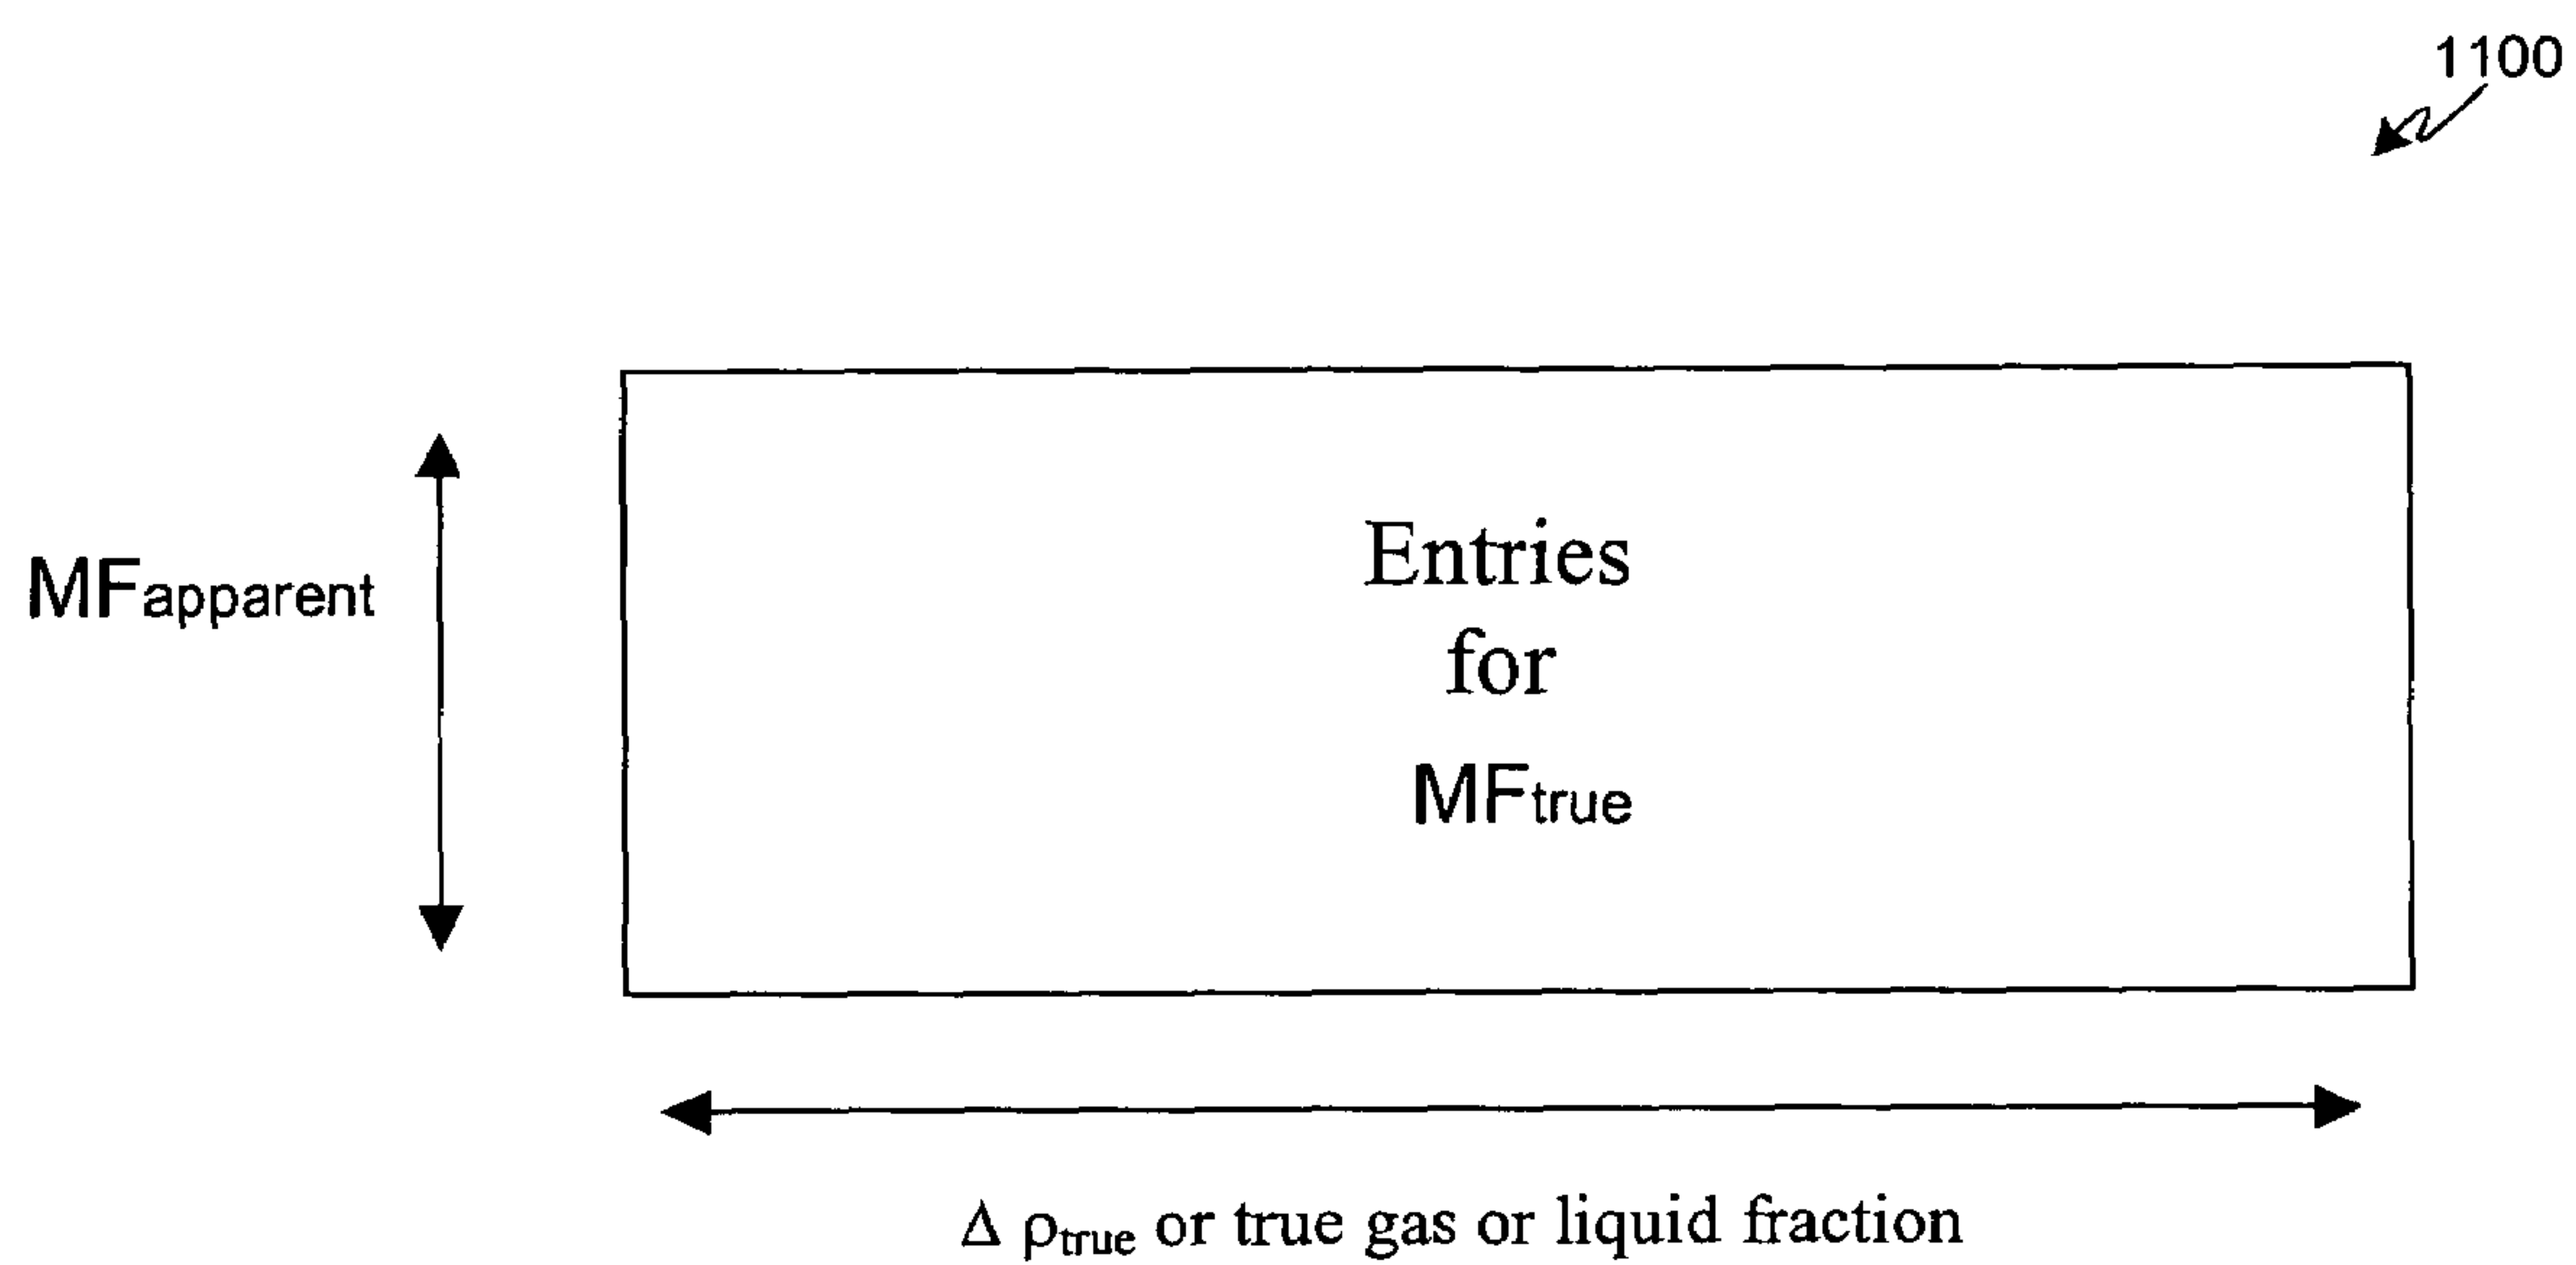 1100
MFapparent
Entries
for
MFtrue
Δ ρtrue or true gas or liquid fraction